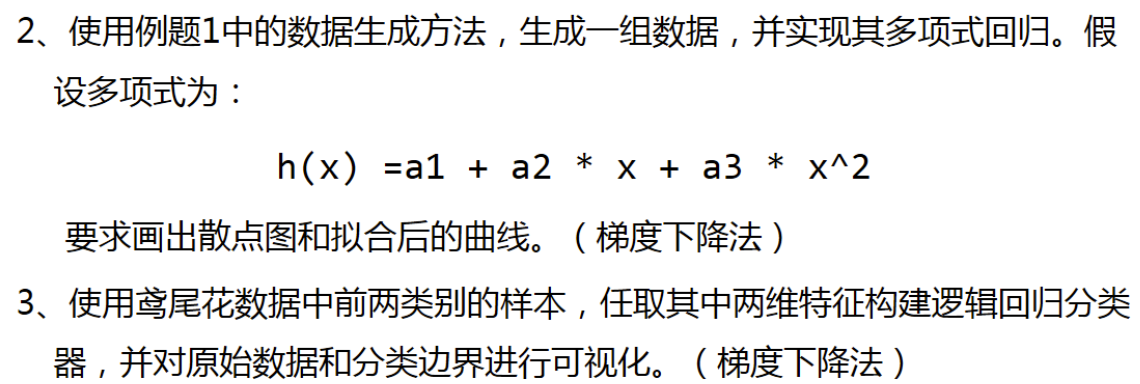 2、使用例题1中的数据生成方法，生成一组数据，并实现其多项式回归。假
设多项式为：
h(x) =a1 + a2 * x + a3 * x^2
要求画出散点图和拟合后的曲线。（梯度下降法）
3、使用鸢尾花数据中前两类别的样本，任取其中两维特征构建逻辑回归分类
器，并对原始数据和分类边界进行可视化。（梯度下降法）